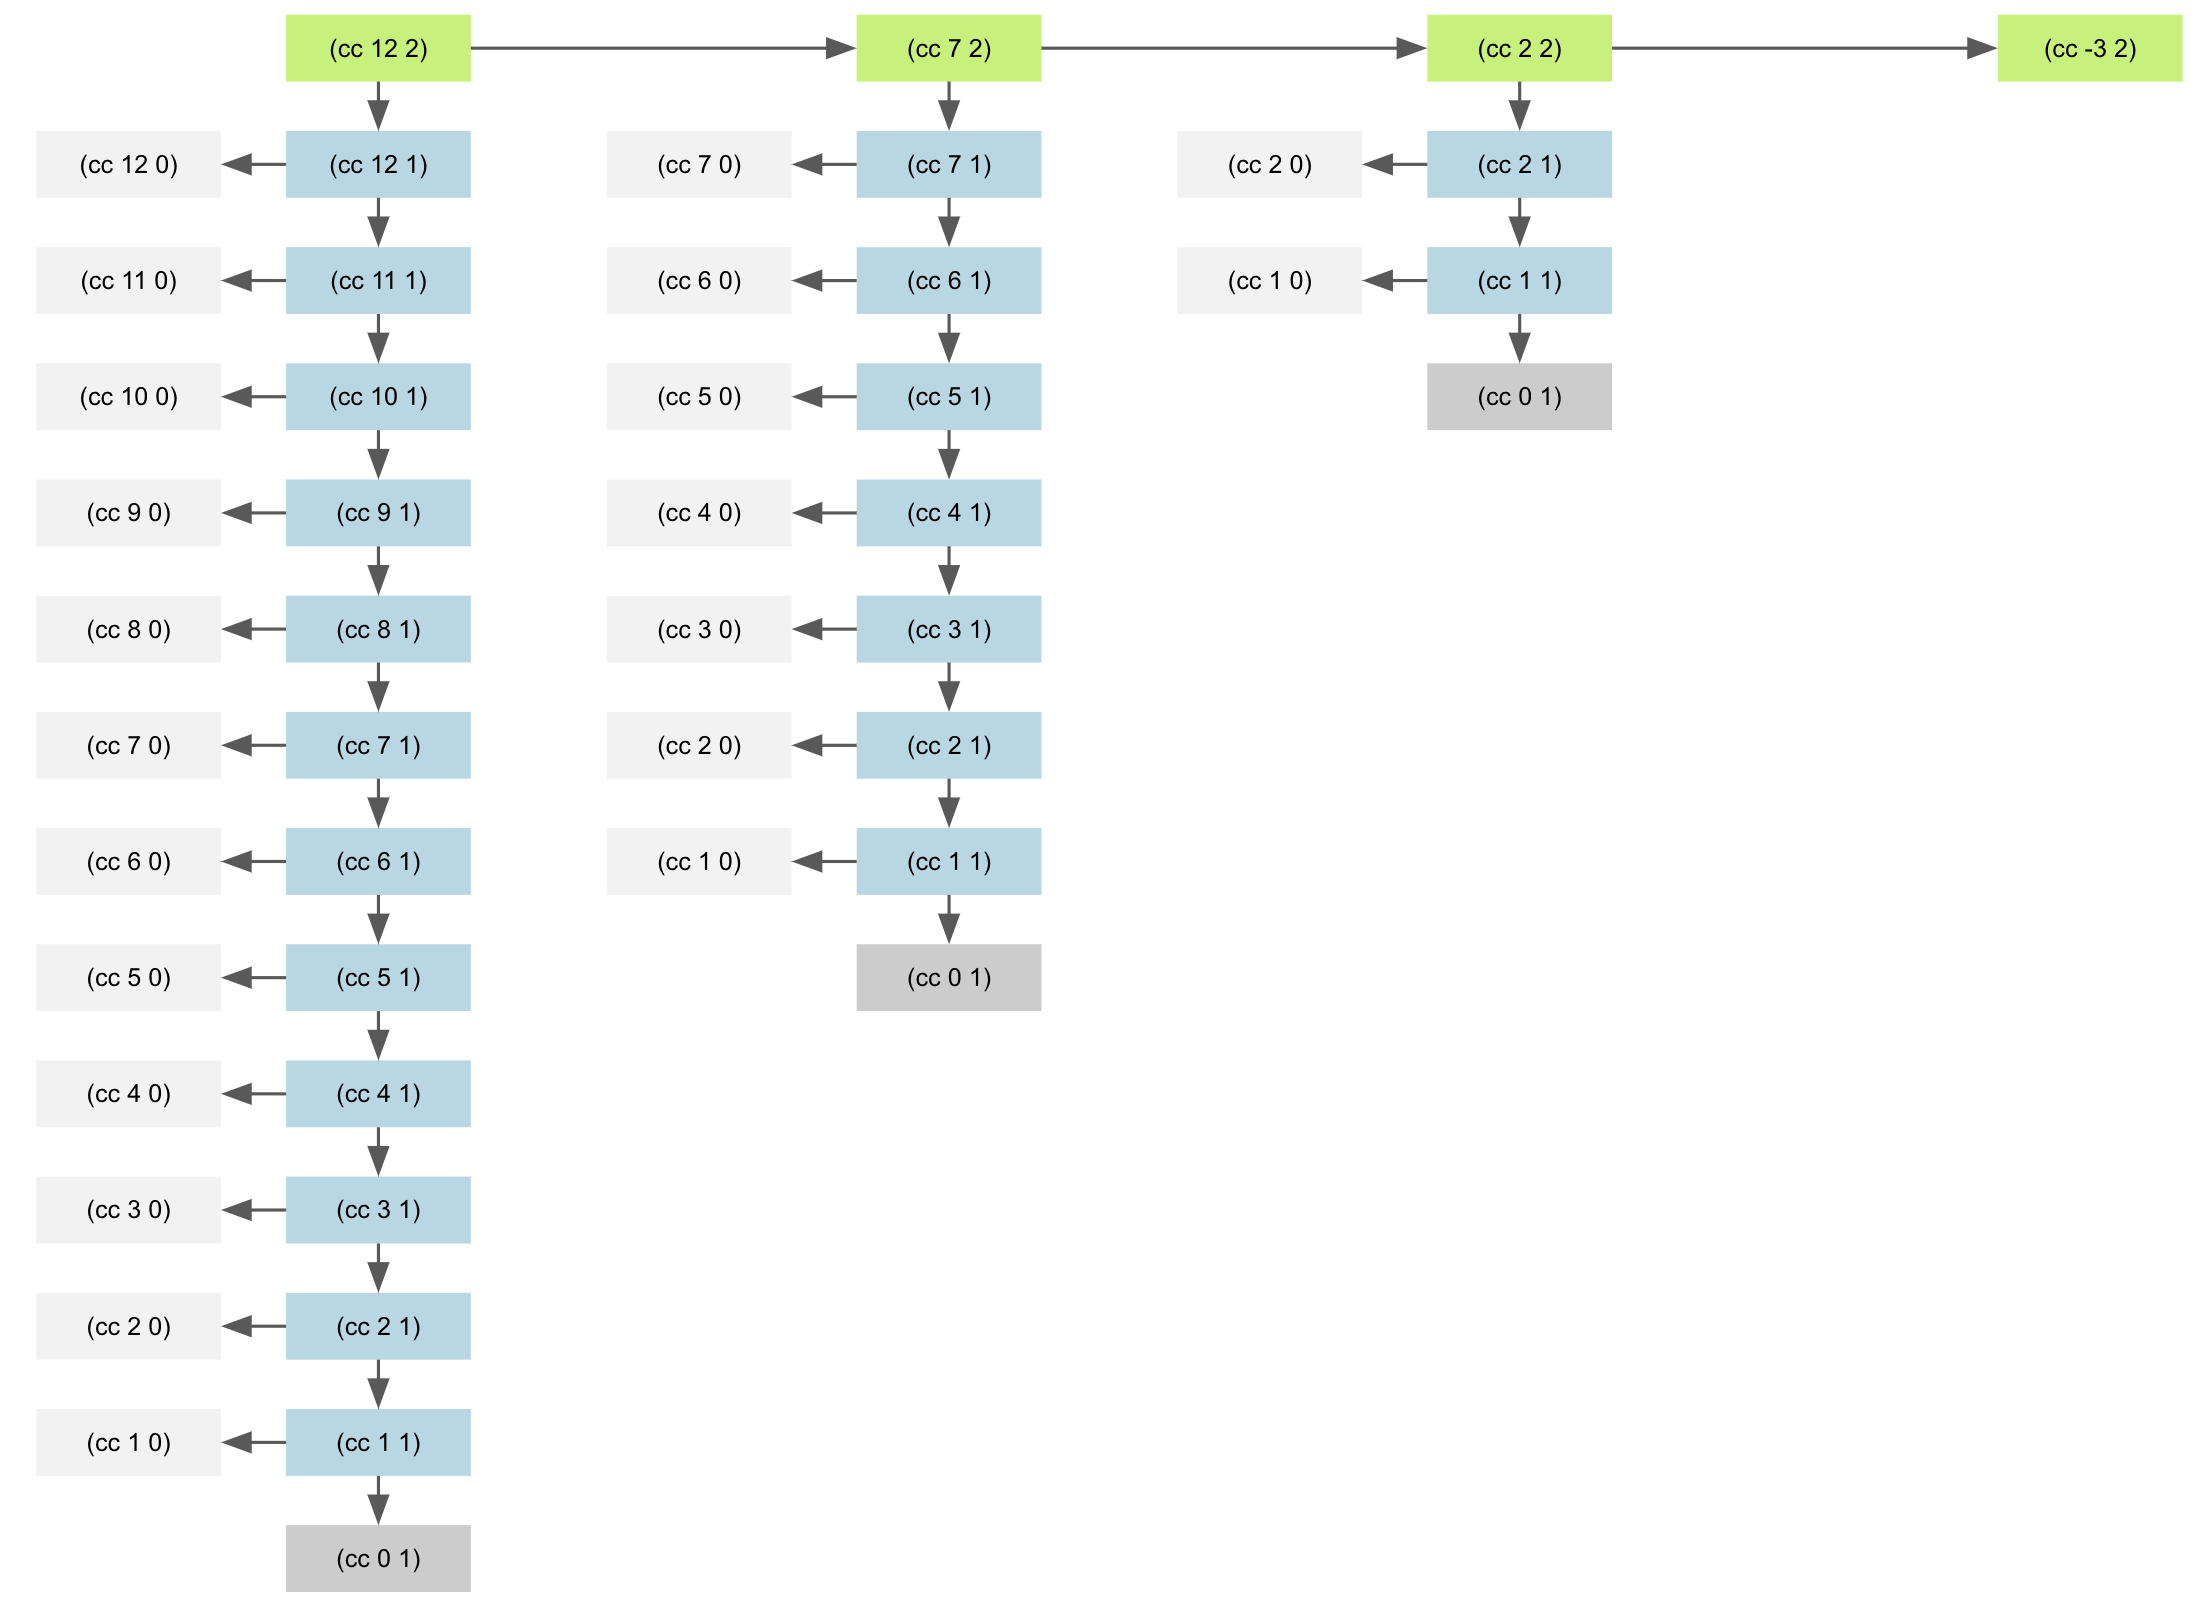 (cc 12 2) (cc 7 2) (cc 2 2) (cc -3 2)
(cc 12 0) (cc 12 1) (cc 7 0) (cc 7 1) (cc 2 0) (cc 2 1)
(cc 11 0) (cc 11 1) (cc 6 0) (cc 6 1) (cc 1 0) (cc 1 1)
(cc 10 0) (cc 10 1) (cc 5 0) (cc 5 1) (cc 0 1)
(cc 9 0) (cc 9 1) (cc 4 0) (cc 4 1)
(cc 8 0) (cc 8 1) (cc 3 0) (cc 3 1)
(cc 7 0) (cc 7 1) (cc 2 0) (cc 2 1)
(cc 6 0) (cc 6 1) (cc 1 0) (cc 1 1)
(cc 5 0) (cc 5 1) (cc 0 1)
(cc 4 0) (cc 4 1)
(cc 3 0) (cc 3 1)
(cc 2 0) (cc 2 1)
(cc 1 0) (cc 1 1)
(cc 0 1)